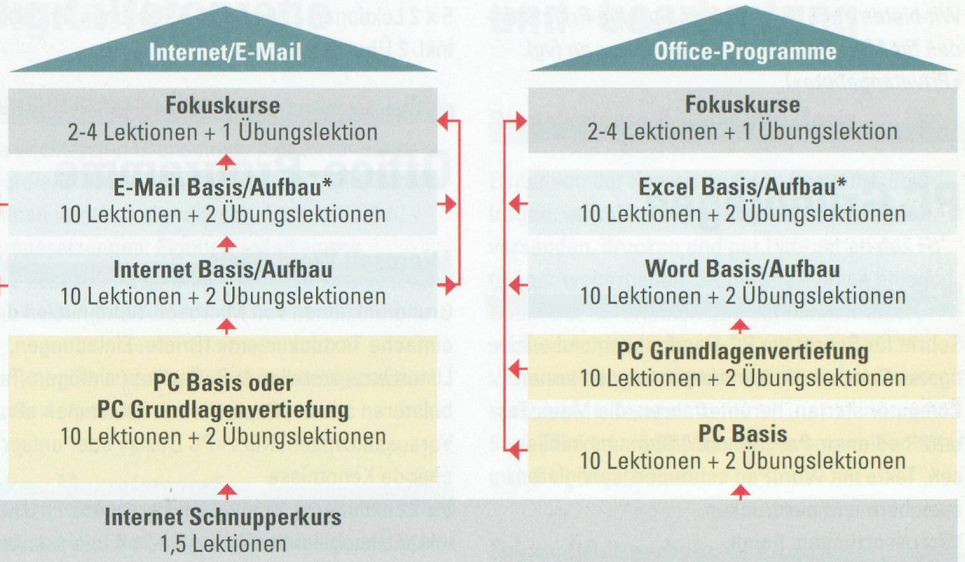 Internet/E-Mail
Fokuskurse
2-4 Lektionen + 1 Übungslektion
E-Mail Basis/Aufbau*
10 Lektionen + 2 Übungslektionen
Internet Basis/Aufbau
10 Lektionen + 2 Übungslektionen
PC Basis oder
PC Grundlagenvertiefung
10 Lektionen + 2 Übungslektionen
Internet Schnupperkurs
1,5 Lektionen
Office-Programme
Fokuskurse
2-4 Lektionen + 1 Übungslektion
Excel Basis/Aufbau*
10 Lektionen + 2 Übungslektionen
Word Basis/Aufbau
10 Lektionen + 2 Übungslektionen
PC Grundlagenvertiefung
10 Lektionen + 2 Übungslektionen
PC Basis
10 Lektionen + 2 Übungslektionen